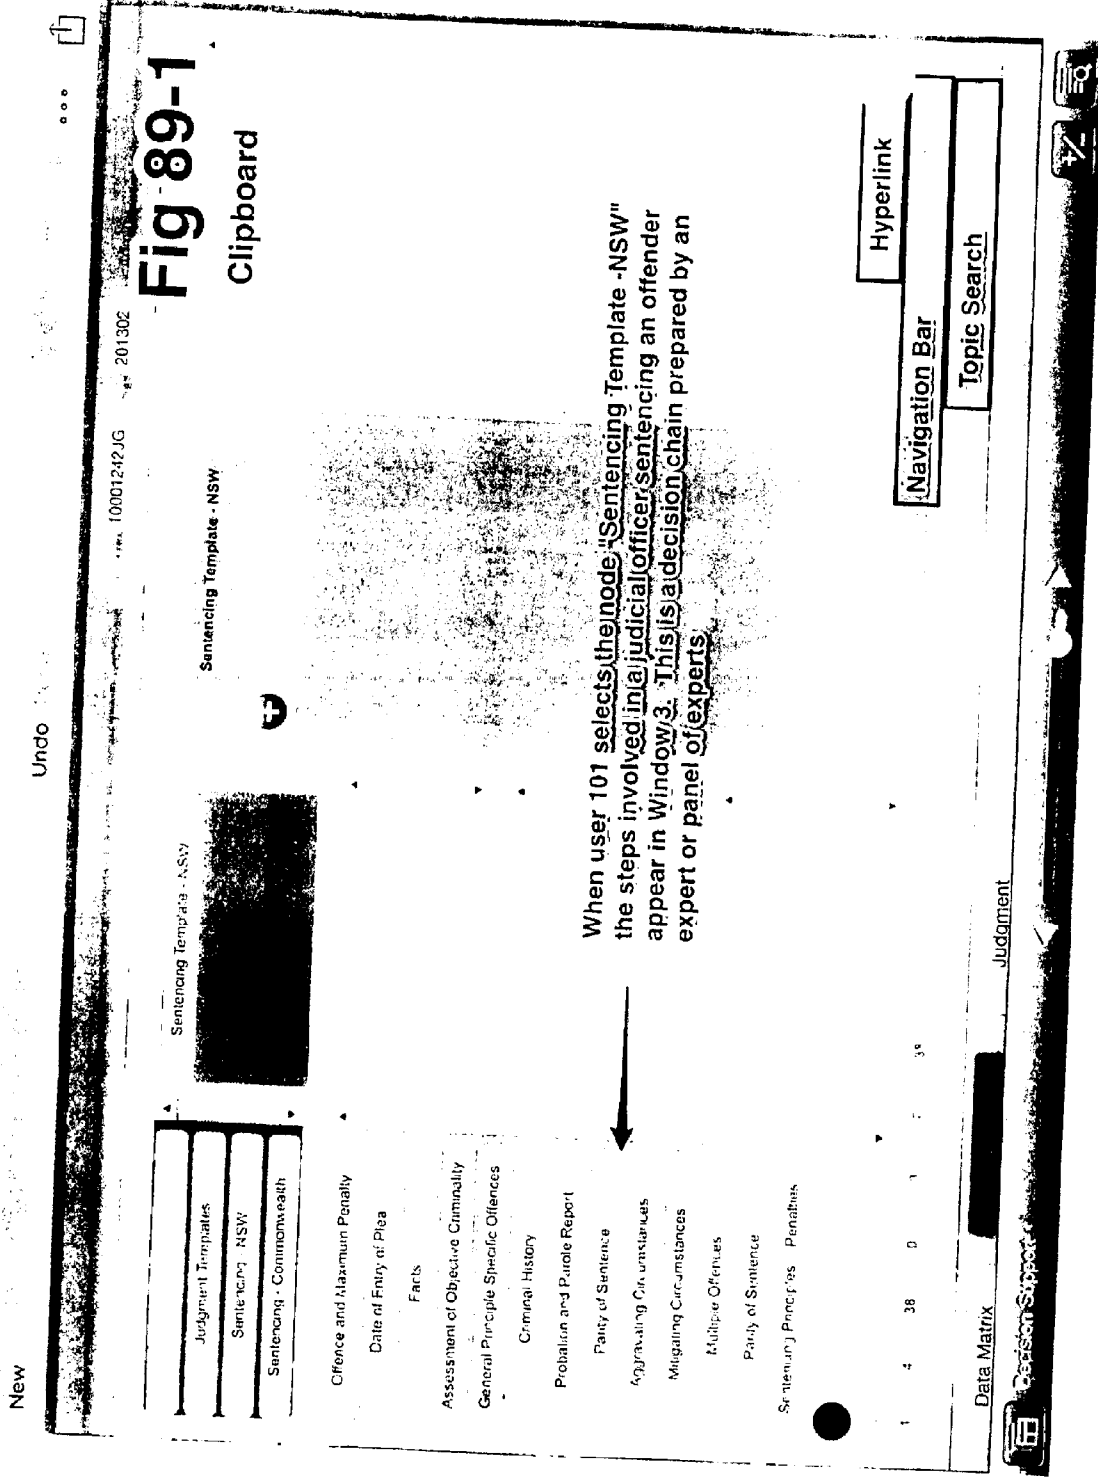 New
Undo
10001242JG
201302
Fig 89-1
Clipboard
Judgment Templates
Sentencing - NSW
Sentencing - Commonwealth
Sentencing Template - NSW
Sentencing Template - NSW
Offence and Maximum Penalty
Date of Entry of Plea
Facts
Assessment of Objective Criminality
General Principle Specific Offences
Criminal History
Probation and Parole Report
Parity of Sentence
Aggravating Circumstances
Mitigating Circumstances
Multiple Offences
Parity of Sentence
Sentencing Principles Penalties
When user 101 selects the node "Sentencing Template -NSW"
the steps involved in a judicial officer sentencing an offender
appear in Window 3. This is a decision chain prepared by an
expert or panel of experts
Hyperlink
Navigation Bar
Topic Search
1 4 38 39
Data Matrix
Judgment
Decision Support